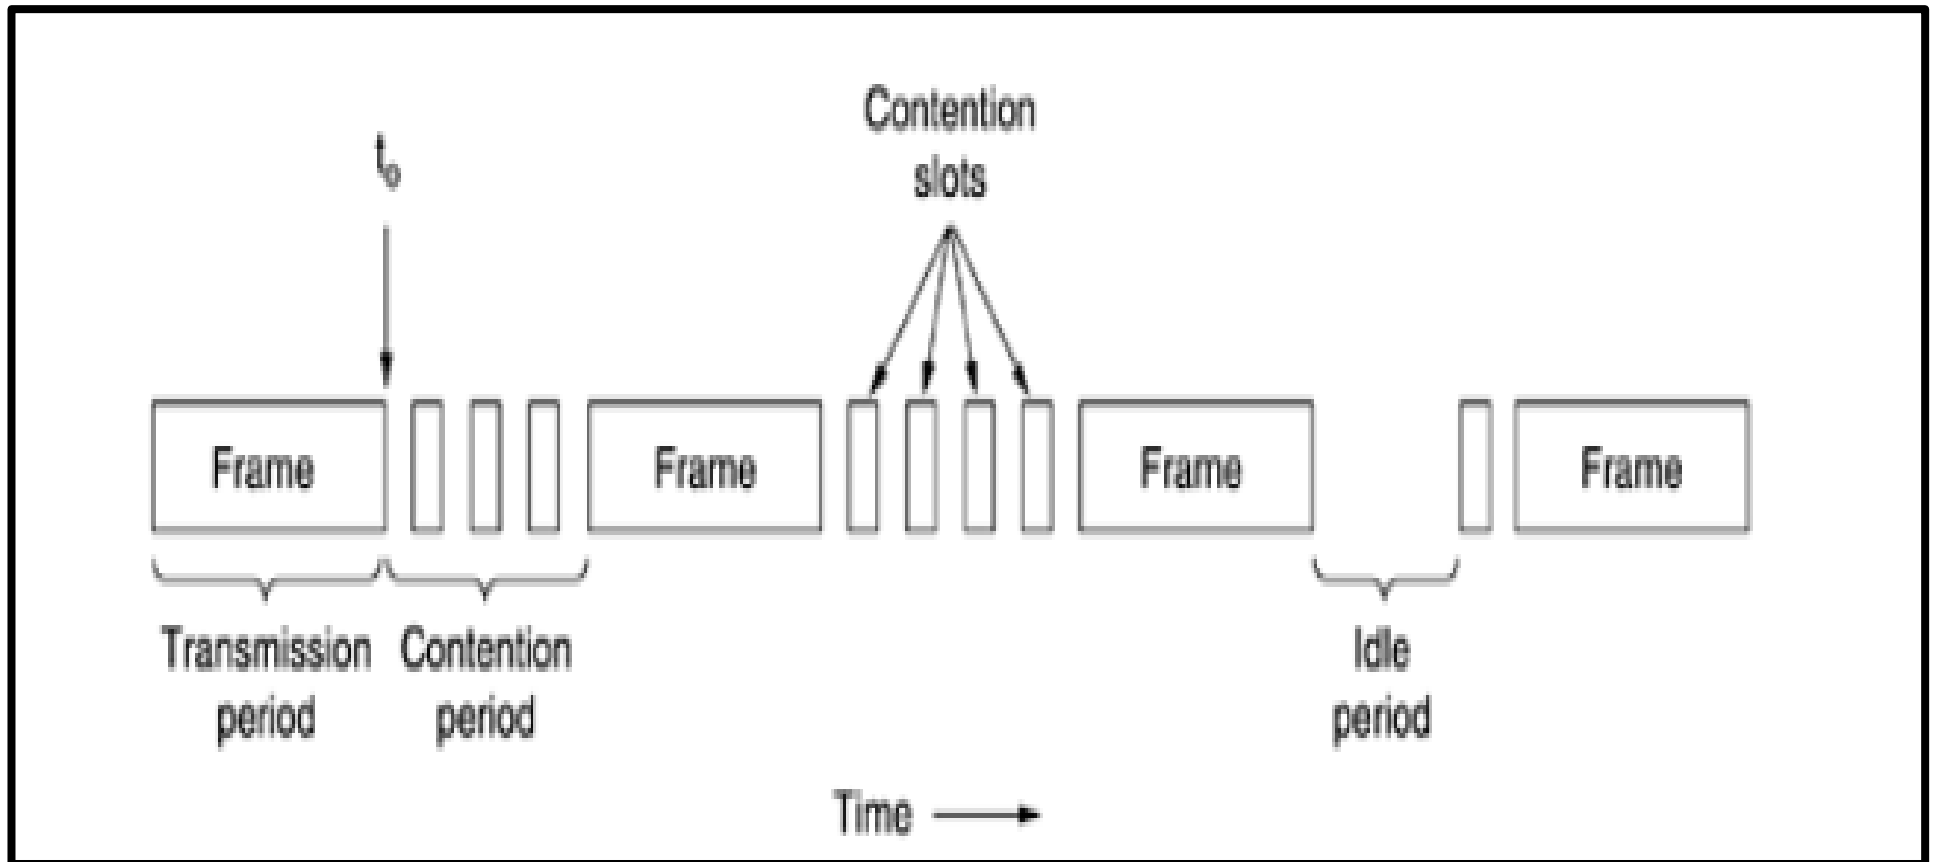 Contention
slots
t₀
Frame
Frame
Frame
Frame
Transmission
period
Contention
period
Idle
period
Time